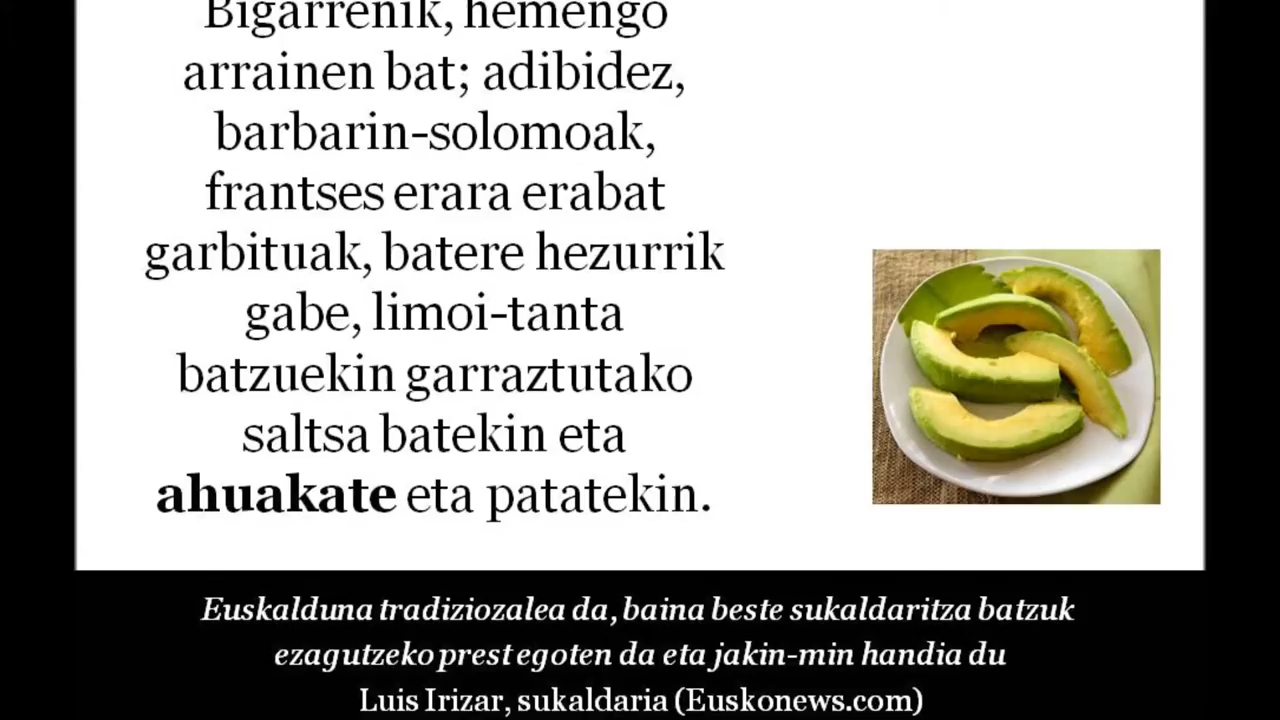 Bigarrenik, hemengo
arrainen bat; adibidez,
barbarin-solomoak,
frantses erara erabat
garbituak, batere hezurrik
gabe, limoi-tanta
batzuekin garraztutako
saltsa batekin eta
ahuakate eta patatekin.
Euskalduna tradiziozalea da, baina beste sukaldaritza batzuk
ezagutzeko prest egoten da eta jakin-min handia du
Luis Irizar, sukaldaria (Euskonews.com)